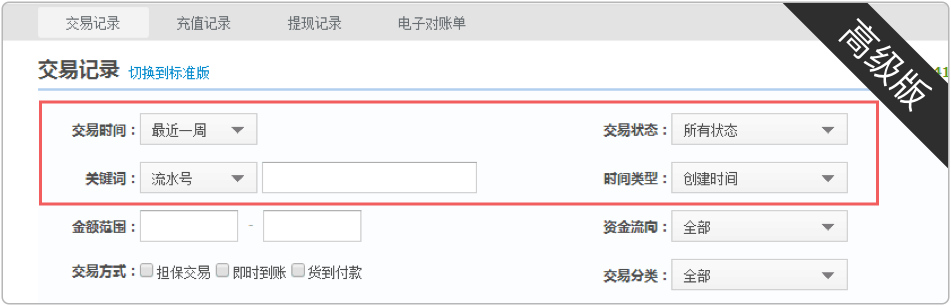 交易记录 充值记录 提现记录 电子对账单
高级版
交易记录 切换到标准版
41
交易时间： 最近一周 交易状态： 所有状态
关键词： 流水号 时间类型： 创建时间
金额范围： - 资金流向： 全部
交易方式： 担保交易 即时到账 货到付款 交易分类： 全部